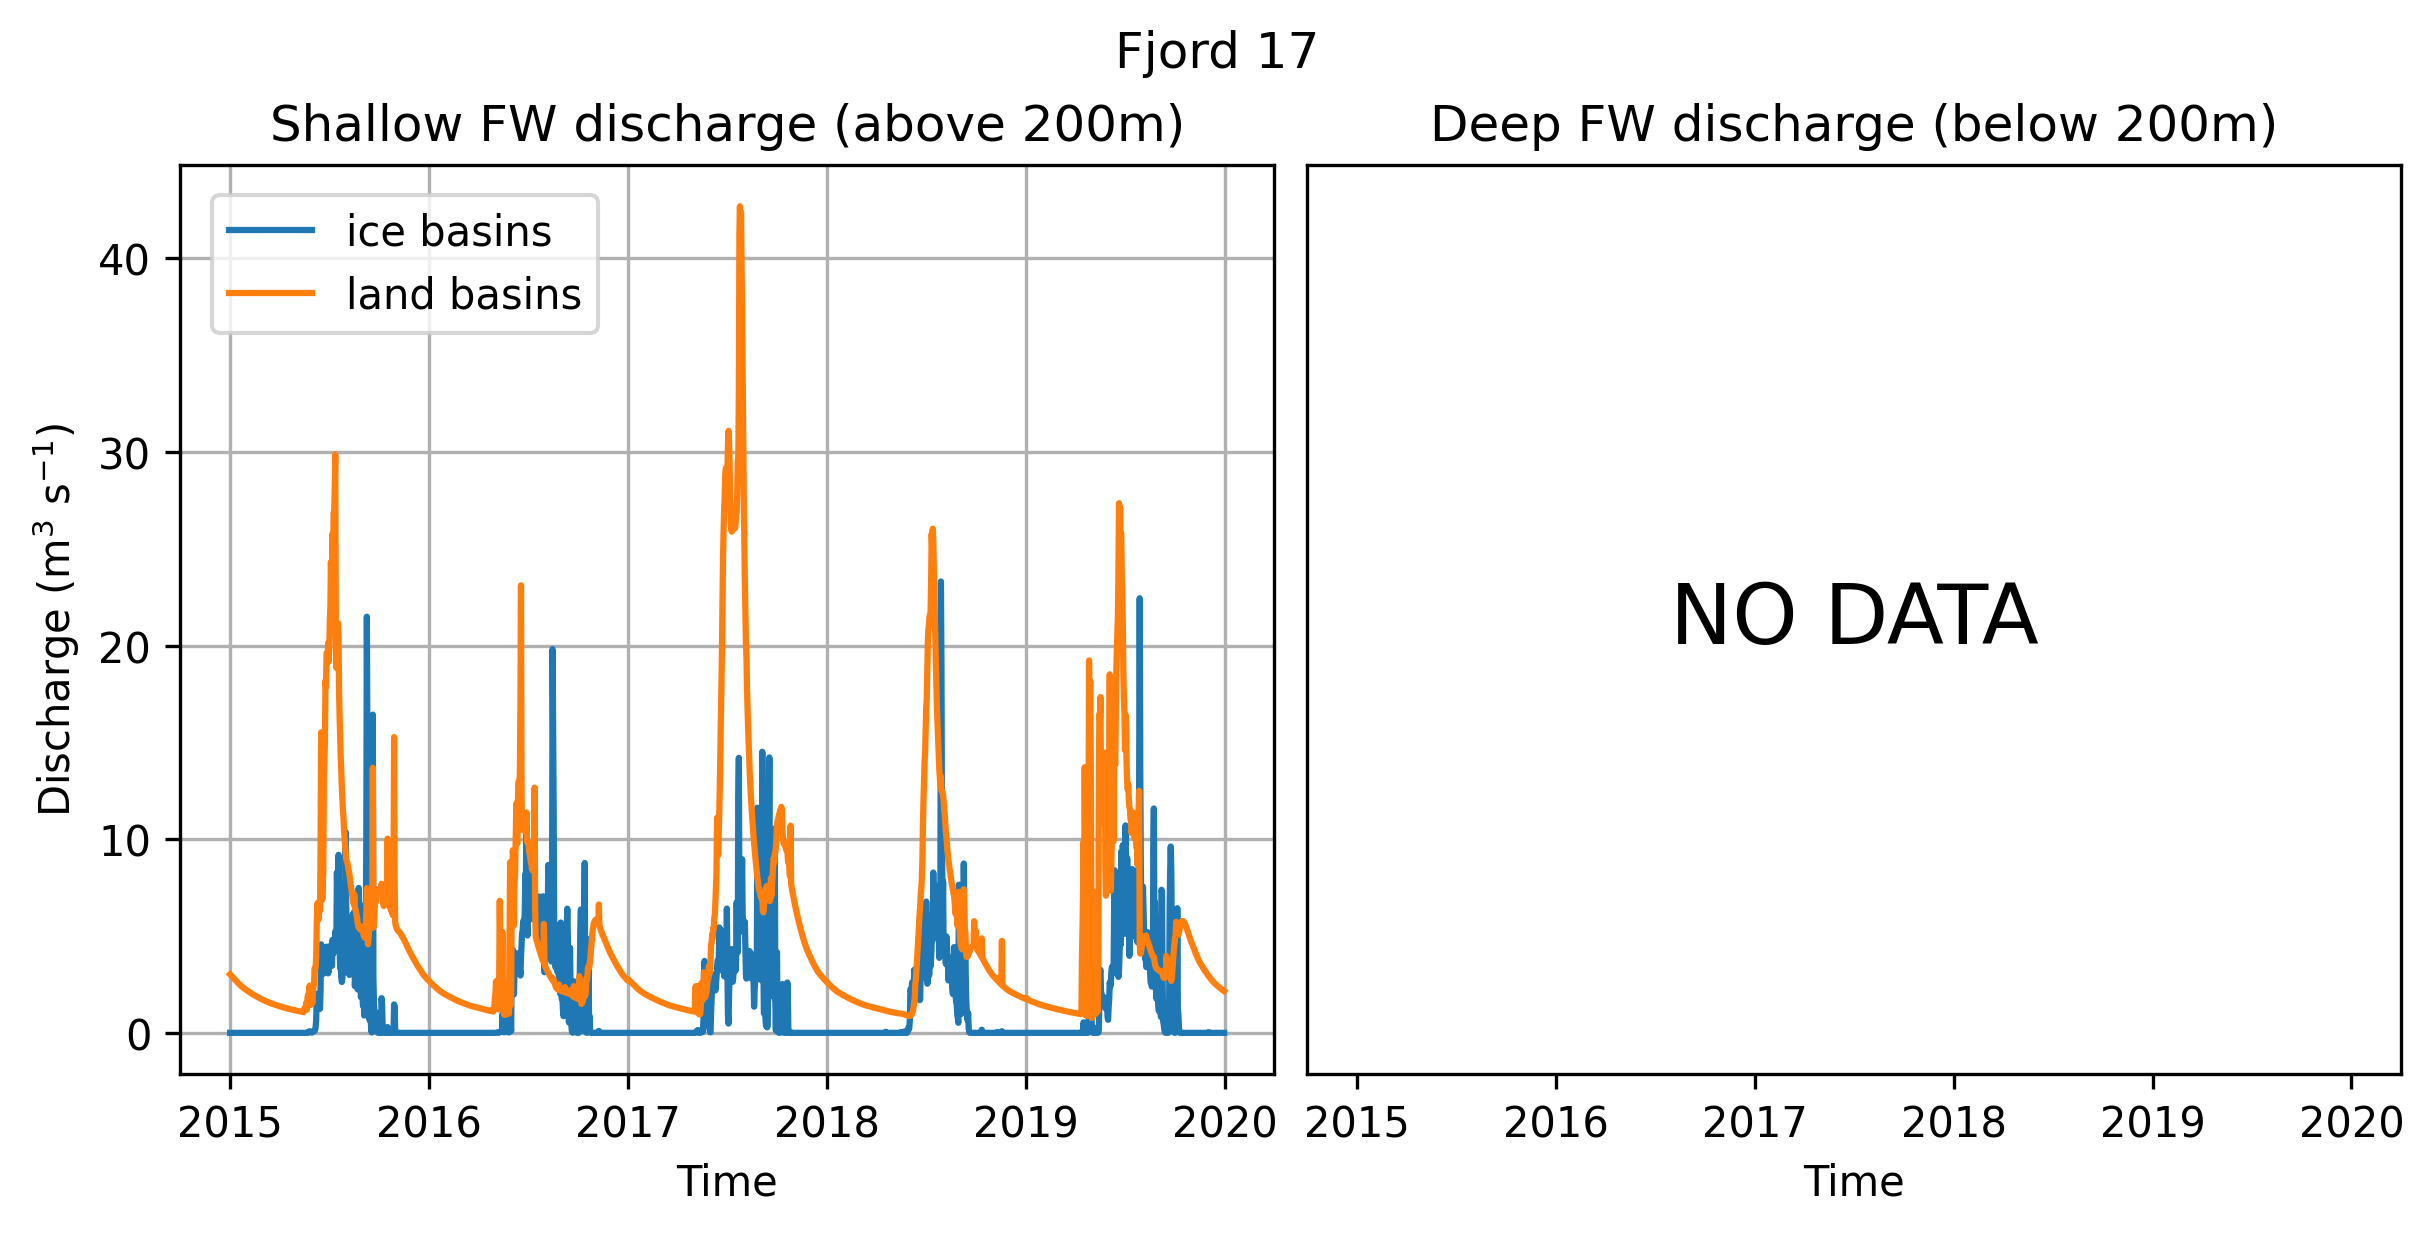 Fjord 17
Shallow FW discharge (above 200m)
Deep FW discharge (below 200m)
ice basins
land basins
Discharge (m³ s⁻¹)
40
30
20
10
0
NO DATA
2015 2016 2017 2018 2019 2020
2015 2016 2017 2018 2019 2020
Time
Time